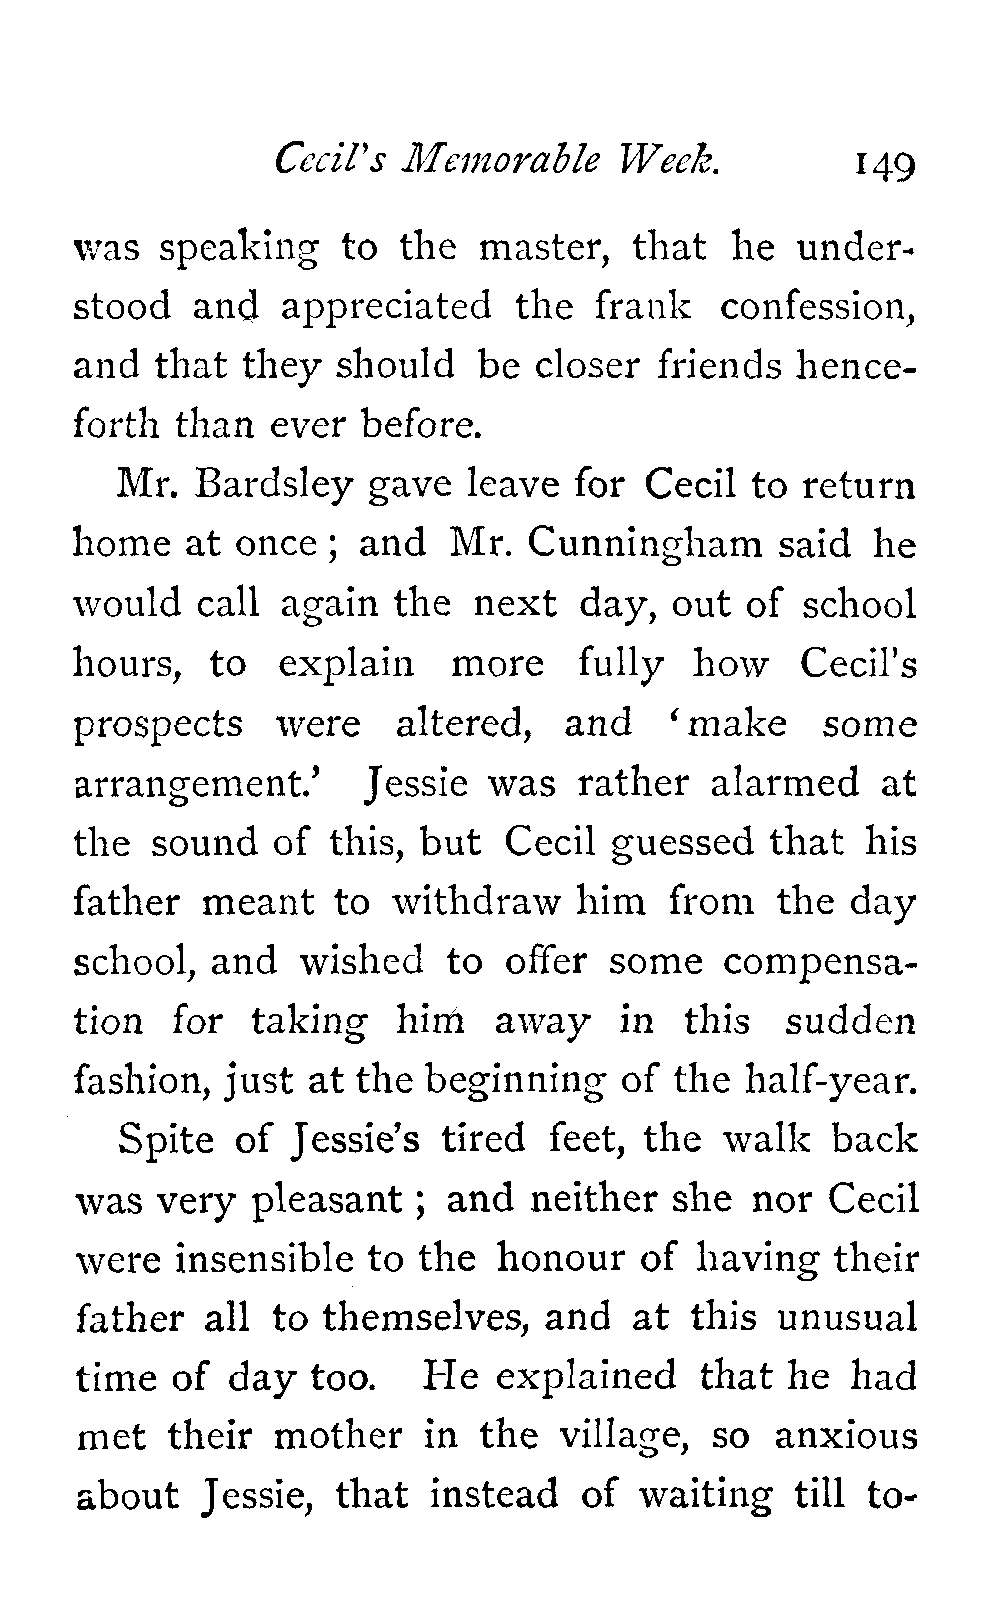 Cecil's Memorable Week. 149
was speaking to the master, that he under-
stood and appreciated the frank confession,
and that they should be closer friends hence-
forth than ever before.
Mr. Bardsley gave leave for Cecil to return
home at once ; and Mr. Cunningham said he
would call again the next day, out of school
hours, to explain more fully how Cecil's
prospects were altered, and ‘make some
arrangement.’ Jessie was rather alarmed at
the sound of this, but Cecil guessed that his
father meant to withdraw him from the day
school, and wished to offer some compensa-
tion for taking him away in this sudden
fashion, just at the beginning of the half-year.
Spite of Jessie's tired feet, the walk back
was very pleasant ; and neither she nor Cecil
were insensible to the honour of having their
father all to themselves, and at this unusual
time of day too. He explained that he had
met their mother in the village, so anxious
about Jessie, that instead of waiting till to-